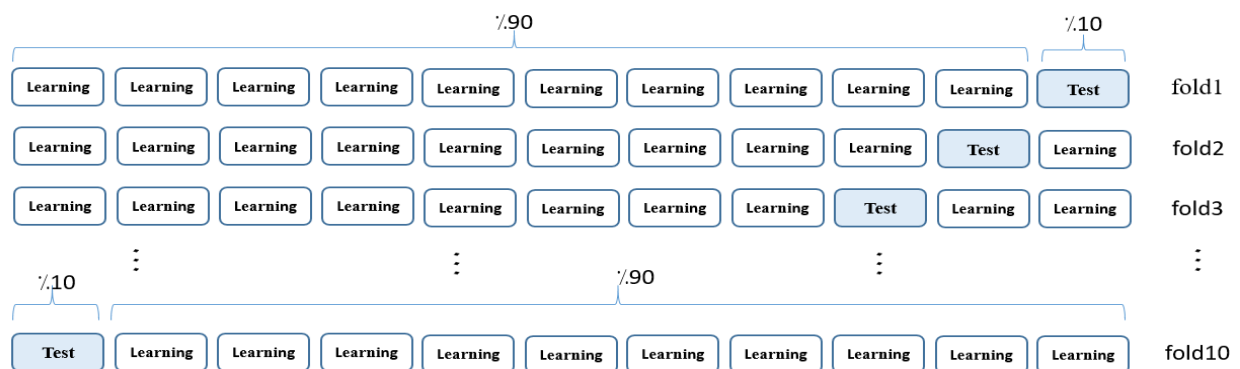 ٪90 ٪10
Learning Learning Learning Learning Learning Learning Learning Learning Learning Learning Test fold1
Learning Learning Learning Learning Learning Learning Learning Learning Learning Test Learning fold2
Learning Learning Learning Learning Learning Learning Learning Learning Test Learning Learning fold3
⋮ ⋮ ⋮ ⋮
٪10 ٪90
Test Learning Learning Learning Learning Learning Learning Learning Learning Learning Learning fold10